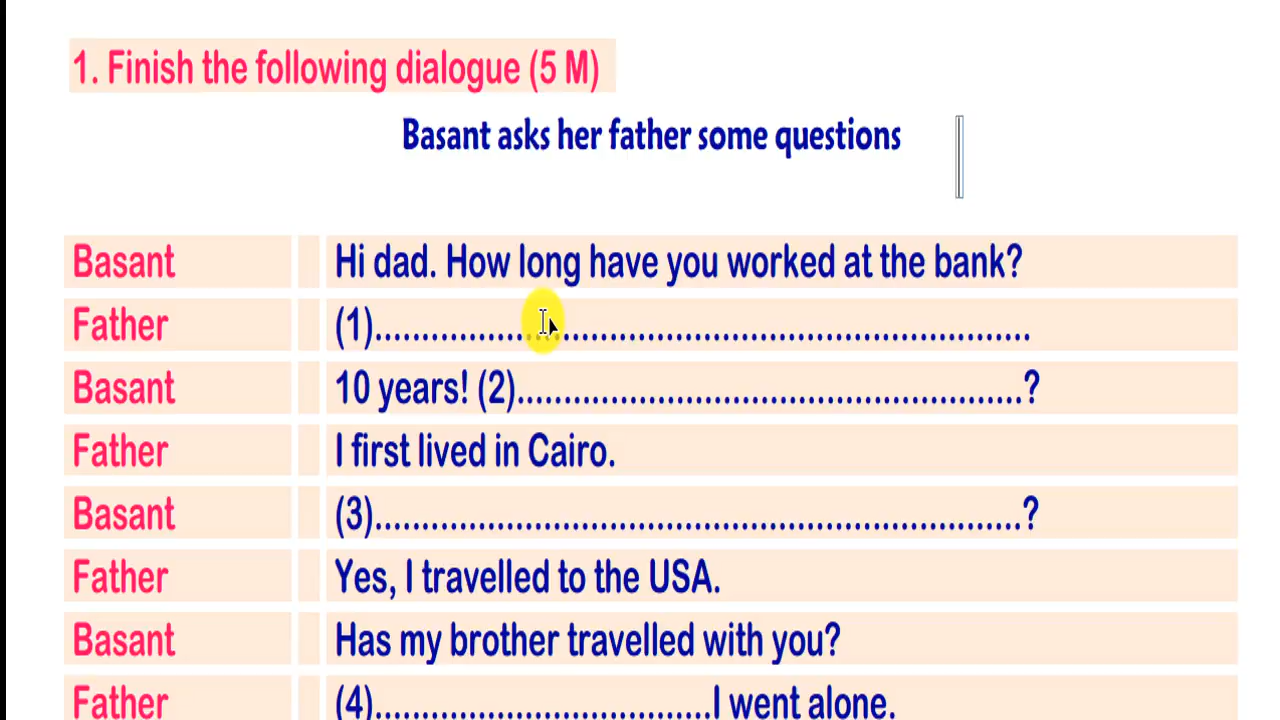 1. Finish the following dialogue (5 M)
Basant asks her father some questions
Basant Hi dad. How long have you worked at the bank?
Father (1)......................................................................
Basant 10 years! (2)......................................................?
Father I first lived in Cairo.
Basant (3).....................................................................?
Father Yes, I travelled to the USA.
Basant Has my brother travelled with you?
Father (4)....................................I went alone.